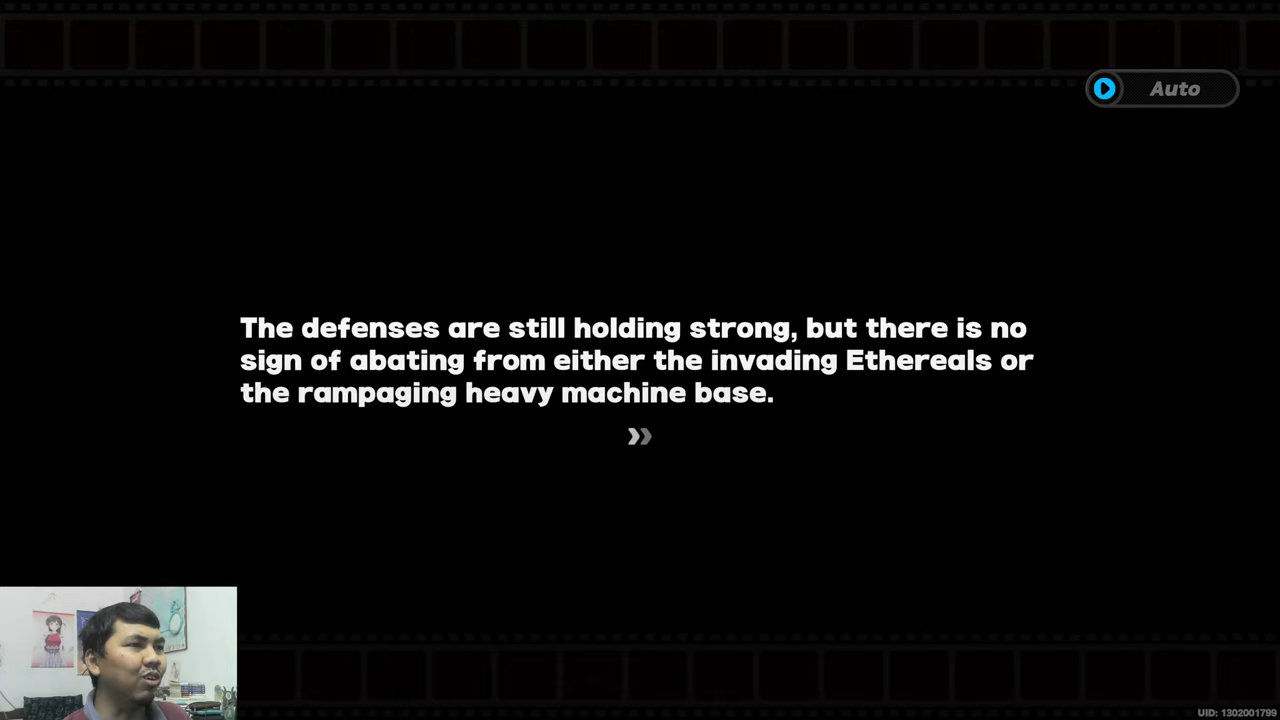 Auto
The defenses are still holding strong, but there is no
sign of abating from either the invading Ethereals or
the rampaging heavy machine base.
UID: 1302001799